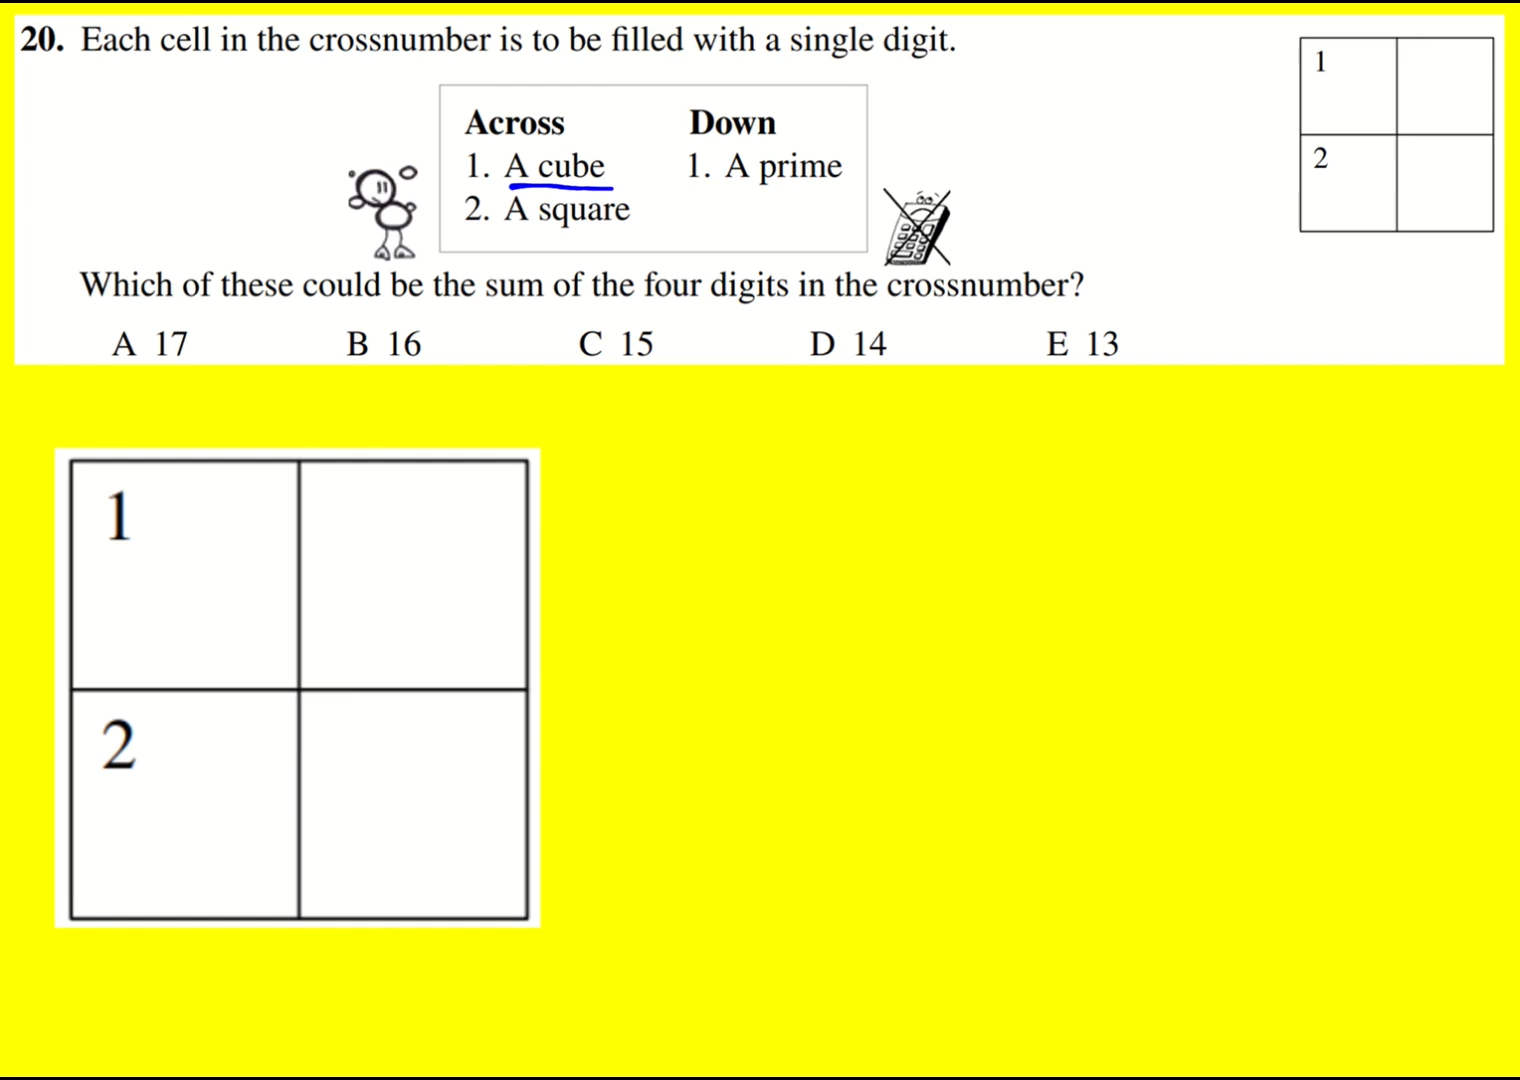 20. Each cell in the crossnumber is to be filled with a single digit.
1
2
Across Down
1. A cube 1. A prime
2. A square
Which of these could be the sum of the four digits in the crossnumber?
A 17 B 16 C 15 D 14 E 13
1
2